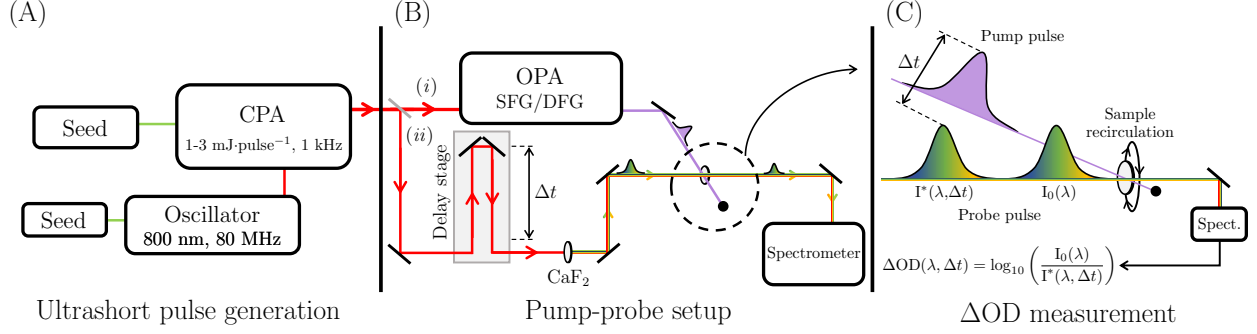 (A)
Seed
CPA
1-3 mJ·pulse⁻¹, 1 kHz
Seed
Oscillator
800 nm, 80 MHz
Ultrashort pulse generation
(B)
(i)
(ii)
OPA
SFG/DFG
Delay stage
Δt
CaF₂
Spectrometer
Pump-probe setup
(C)
Pump pulse
Δt
Sample
recirculation
I*(λ,Δt)
I₀(λ)
Probe pulse
Spect.
ΔOD(λ, Δt) = log₁₀ (I₀(λ) / I*(λ, Δt))
ΔOD measurement